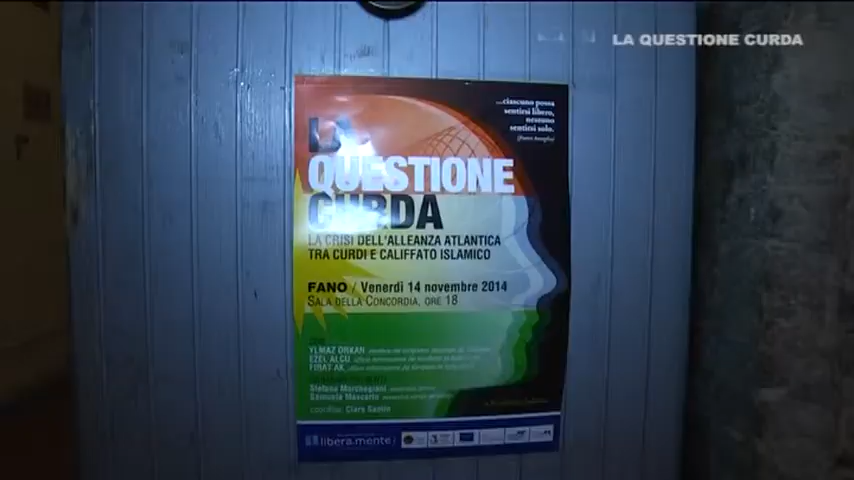 LA QUESTIONE CURDA
...ciascuno possa
sentirsi libero,
nessuno
sentirsi solo.
LA
QUESTIONE
CURDA
LA CRISI DELL'ALLEANZA ATLANTICA
TRA CURDI E CALIFFATO ISLAMICO
FANO / Venerdì 14 novembre 2014
SALA DELLA CONCORDIA, ORE 18
YLMAZ ORKAN
EZEL ALCU
FIRAT AK
Stefano Marchegiani
Samuele Mascarin
coordina: Clara Santin
libera.mente